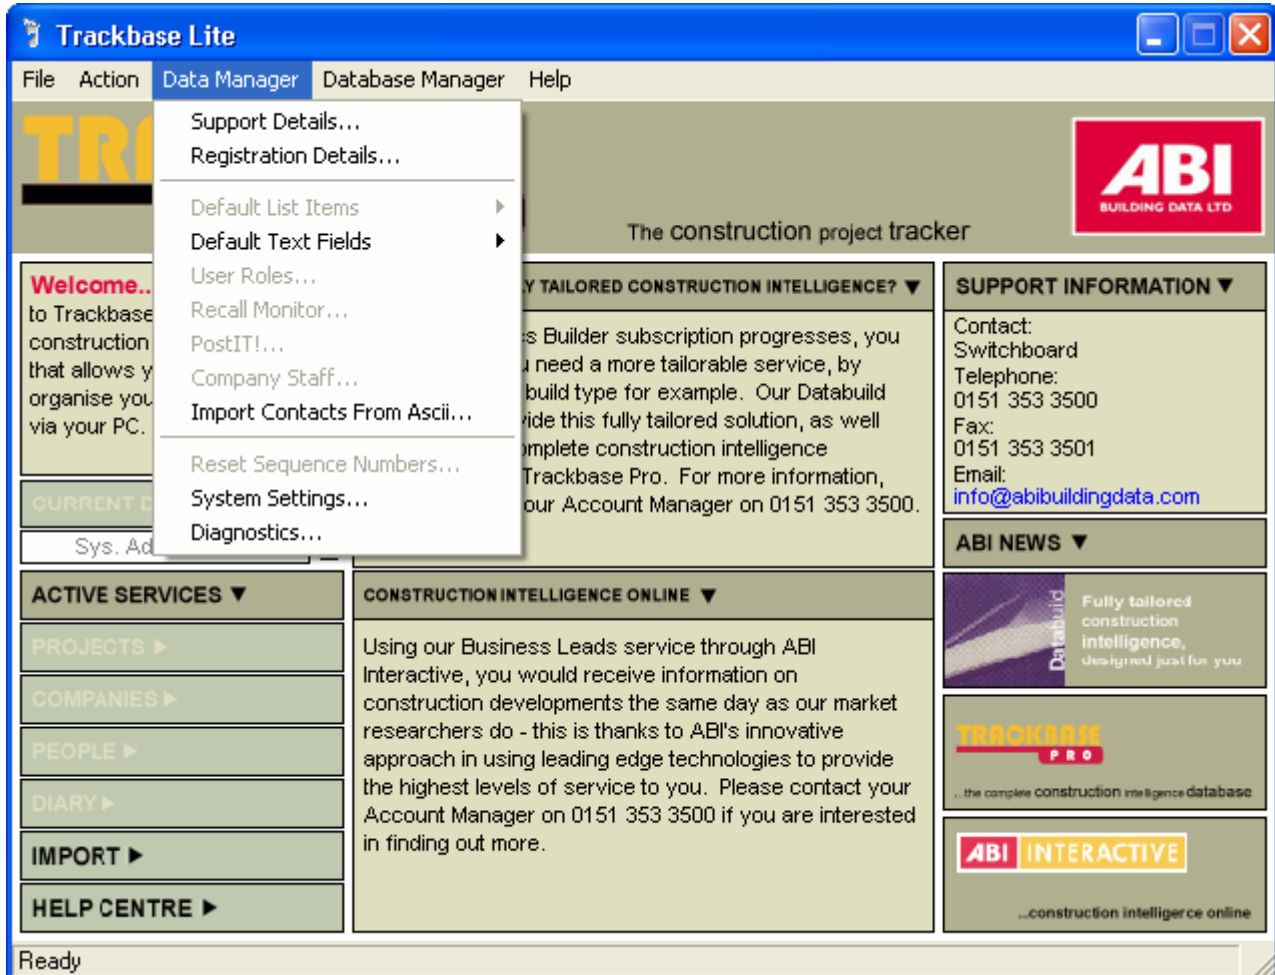 Trackbase Lite
File Action Data Manager Database Manager Help
Support Details...
Registration Details...
Default List Items
Default Text Fields
User Roles...
Recall Monitor...
PostIT!...
Company Staff...
Import Contacts From Ascii...
Reset Sequence Numbers...
System Settings...
Diagnostics...
TR
The construction project tracker
ABI
BUILDING DATA LTD
Welcome..
to Trackbase
construction
that allows y
organise you
via your PC.
CURRENT D
Sys. Ad
ACTIVE SERVICES ▼
PROJECTS ►
COMPANIES ►
PEOPLE ►
DIARY ►
IMPORT ►
HELP CENTRE ►
Y TAILORED CONSTRUCTION INTELLIGENCE? ▼
s Builder subscription progresses, you
need a more tailorable service, by
build type for example. Our Databuild
vide this fully tailored solution, as well
omplete construction intelligence
Trackbase Pro. For more information,
our Account Manager on 0151 353 3500.
CONSTRUCTION INTELLIGENCE ONLINE ▼
Using our Business Leads service through ABI
Interactive, you would receive information on
construction developments the same day as our market
researchers do - this is thanks to ABI's innovative
approach in using leading edge technologies to provide
the highest levels of service to you. Please contact your
Account Manager on 0151 353 3500 if you are interested
in finding out more.
SUPPORT INFORMATION ▼
Contact:
Switchboard
Telephone:
0151 353 3500
Fax:
0151 353 3501
Email:
info@abibuildingdata.com
ABI NEWS ▼
Databuid
Fully tailored
construction
intelligence,
designed just for you
TRACKBASE
PRO
...the complete construction intelligence database
ABI INTERACTIVE
...construction intelligerce online
Ready